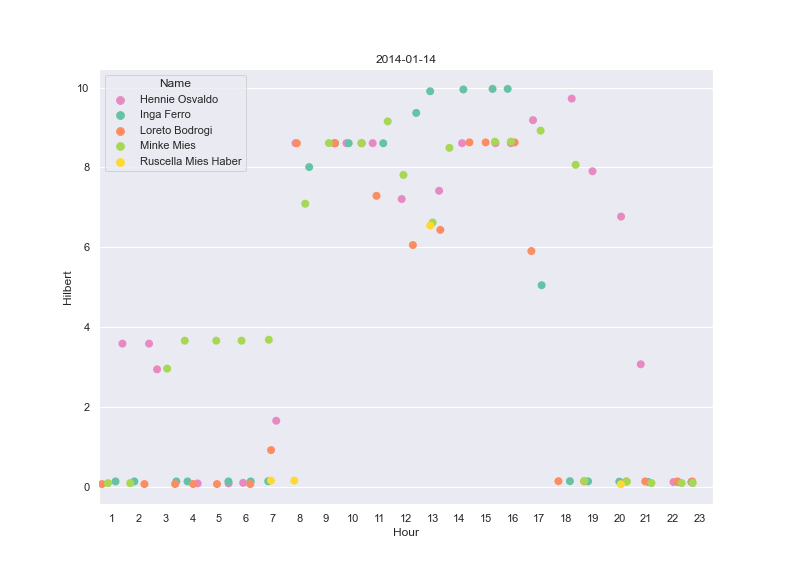 2014-01-14
Name
Hennie Osvaldo
Inga Ferro
Loreto Bodrogi
Minke Mies
Ruscella Mies Haber
10
8
6
4
2
0
Hilbert
1 2 3 4 5 6 7 8 9 10 11 12 13 14 15 16 17 18 19 20 21 22 23
Hour